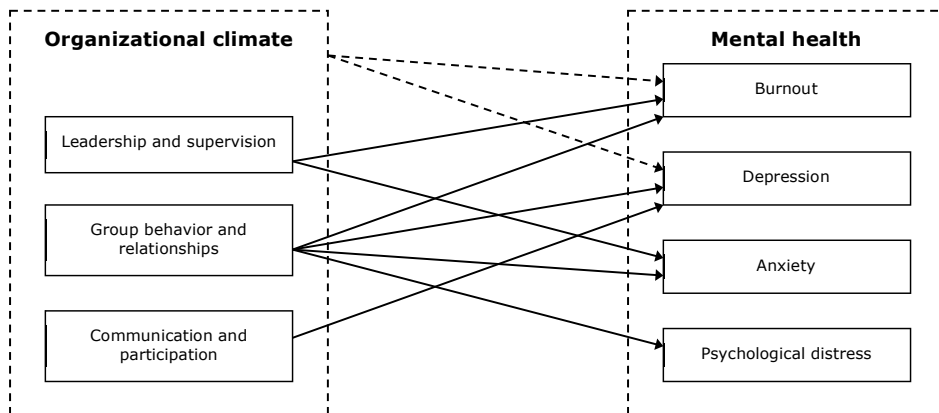 Organizational climate
Leadership and supervision
Group behavior and
relationships
Communication and
participation
Mental health
Burnout
Depression
Anxiety
Psychological distress